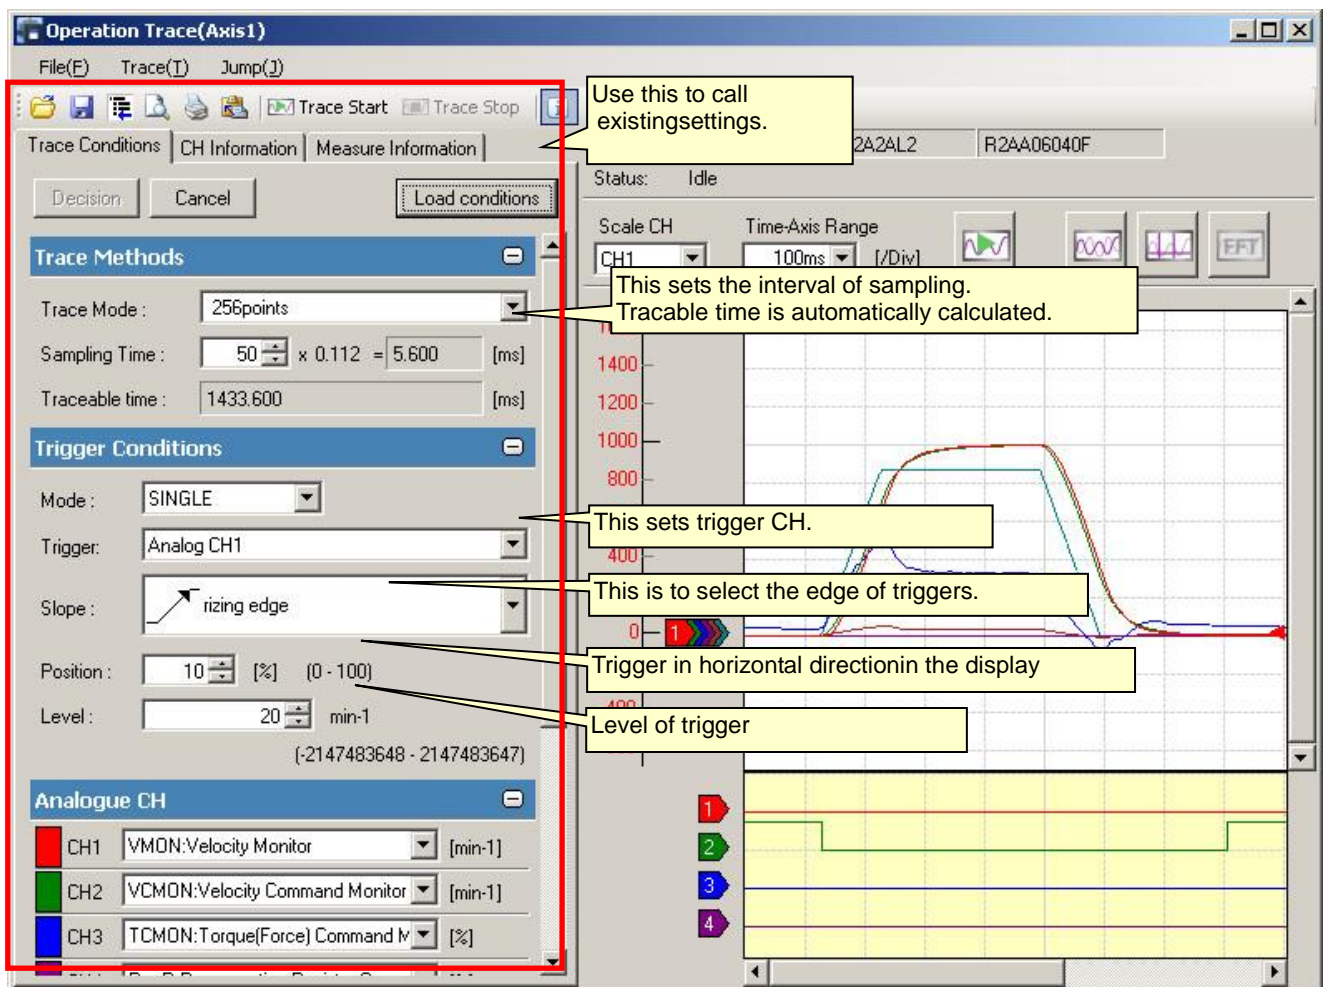 Operation Trace(Axis1)
File(F) Trace(T) Jump(J)
Trace Start Trace Stop
Use this to call
existingsettings.
Trace Conditions CH Information Measure Information
2A2AL2 R2AA06040F
Decision Cancel Load conditions
Status: Idle
Scale CH Time-Axis Range
CH1 100ms [/Div] FFT
Trace Methods
This sets the interval of sampling.
Tracable time is automatically calculated.
Trace Mode : 256points
Sampling Time : 50 x 0.112 = 5.600 [ms]
Traceable time : 1433.600 [ms]
Trigger Conditions
Mode : SINGLE
Trigger: Analog CH1
Slope : rizing edge
Position : 10 [%] (0 - 100)
Level : 20 min-1
(-2147483648 - 2147483647)
1400
1200
1000
800
This sets trigger CH.
400
This is to select the edge of triggers.
0 1
Trigger in horizontal directionin the display
Level of trigger
Analogue CH
CH1 VMON:Velocity Monitor [min-1]
CH2 VCMON:Velocity Command Monitor [min-1]
CH3 TCMON:Torque(Force) Command M [%]
1
2
3
4